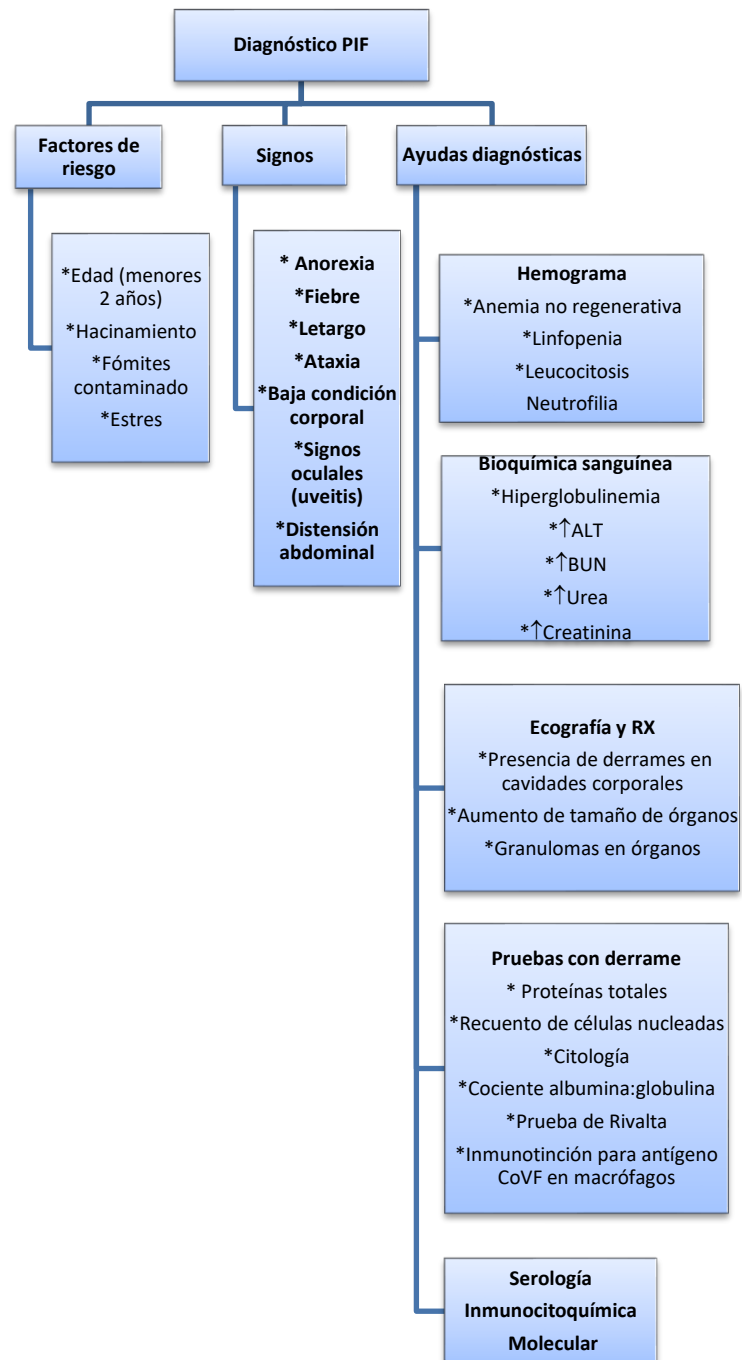 Diagnóstico PIF
Factores de
riesgo
Signos
Ayudas diagnósticas
*Edad (menores
2 años)
*Hacinamiento
*Fómites
contaminado
*Estres
* Anorexia
*Fiebre
*Letargo
*Ataxia
*Baja condición
corporal
*Signos
oculales
(uveitis)
*Distensión
abdominal
Hemograma
*Anemia no regenerativa
*Linfopenia
*Leucocitosis
Neutrofilia
Bioquímica sanguínea
*Hiperglobulinemia
*↑ALT
*↑BUN
*↑Urea
*↑Creatinina
Ecografía y RX
*Presencia de derrames en
cavidades corporales
*Aumento de tamaño de órganos
*Granulomas en órganos
Pruebas con derrame
* Proteínas totales
*Recuento de células nucleadas
*Citología
*Cociente albumina:globulina
*Prueba de Rivalta
*Inmunotinción para antígeno
CoVF en macrófagos
Serología
Inmunocitoquímica
Molecular